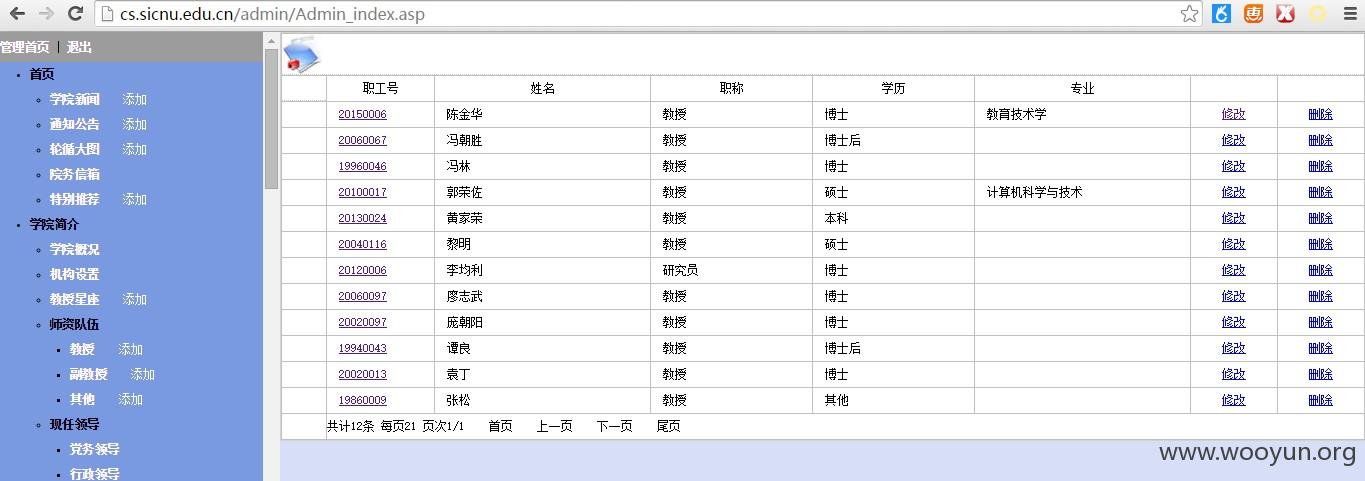 cs.sicnu.edu.cn/admin/Admin_index.asp
管理首页 | 退出
首页
学院新闻 添加
通知公告 添加
轮循大图 添加
院务信箱
特别推荐 添加
学院简介
学院概况
机构设置
教授星座 添加
师资队伍
教授 添加
副教授 添加
其他 添加
现任领导
党务领导
行政领导
职工号 姓名 职称 学历 专业
20150006 陈金华 教授 博士 教育技术学 修改 删除
20060067 冯朝胜 教授 博士后 修改 删除
19960046 冯林 教授 博士 修改 删除
20100017 郭荣佐 教授 硕士 计算机科学与技术 修改 删除
20130024 黄家荣 教授 本科 修改 删除
20040116 黎明 教授 硕士 修改 删除
20120006 李均利 研究员 博士 修改 删除
20060097 廖志武 教授 博士 修改 删除
20020097 庞朝阳 教授 博士 修改 删除
19940043 谭良 教授 博士后 修改 删除
20020013 袁丁 教授 博士 修改 删除
19860009 张松 教授 其他 修改 删除
共计12条 每页21 页次1/1 首页 上一页 下一页 尾页
www.wooyun.org